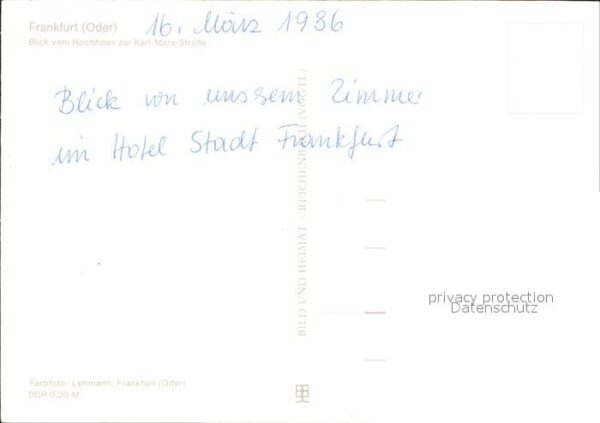 Frankfurt (Oder) 16. März 1986
Blick vom Hochhaus zur Karl-Marx-Straße
Blick von unserem Zimmer
im Hotel Stadt Frankfurt
BILD UND HEIMAT · REICHENBACH (VOGTL)
privacy protection
Datenschutz
Farbfoto: Lehmann, Frankfurt (Oder)
DDR 0,20 M